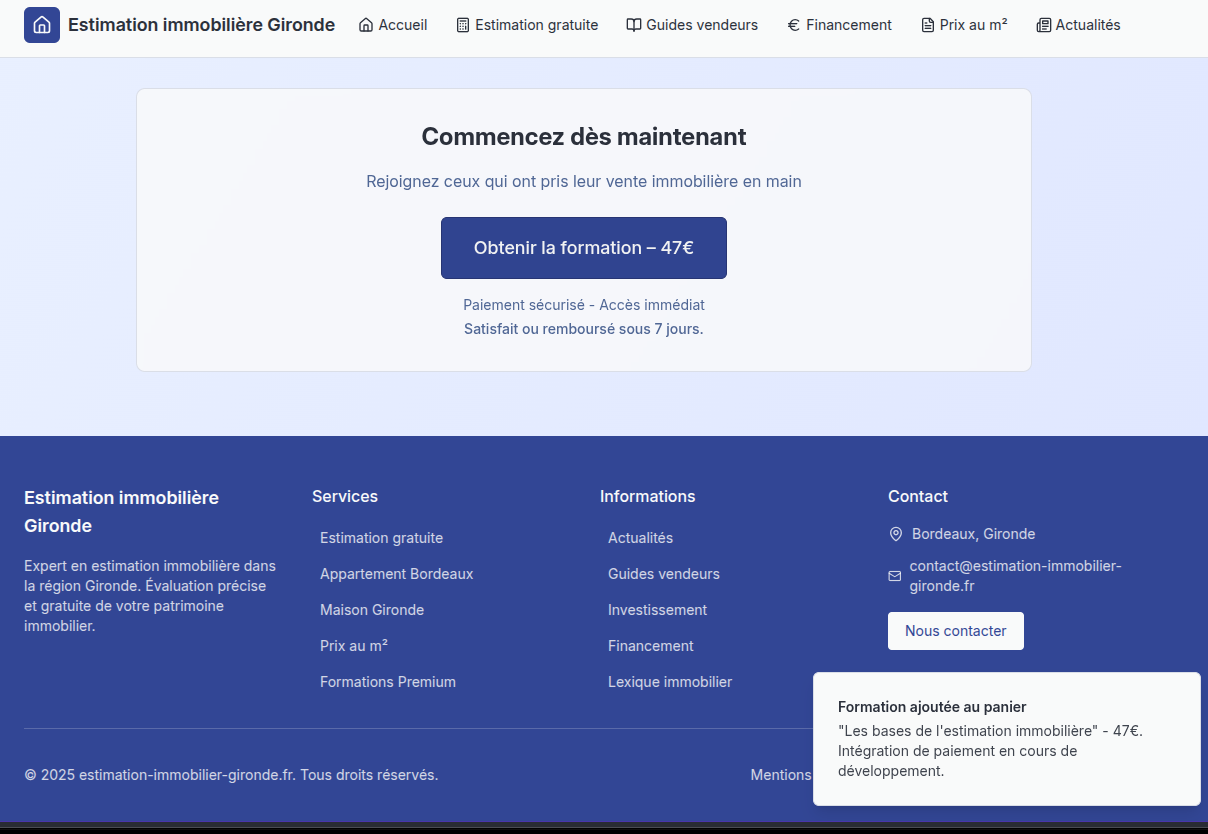 Estimation immobilière Gironde
Accueil
Estimation gratuite
Guides vendeurs
Financement
Prix au m²
Actualités
Commencez dès maintenant
Rejoignez ceux qui ont pris leur vente immobilière en main
Obtenir la formation – 47€
Paiement sécurisé - Accès immédiat
Satisfait ou remboursé sous 7 jours.
Estimation immobilière
Gironde
Expert en estimation immobilière dans
la région Gironde. Évaluation précise
et gratuite de votre patrimoine
immobilier.
Services
Estimation gratuite
Appartement Bordeaux
Maison Gironde
Prix au m²
Formations Premium
Informations
Actualités
Guides vendeurs
Investissement
Financement
Lexique immobilier
Contact
Bordeaux, Gironde
contact@estimation-immobilier-
gironde.fr
Nous contacter
© 2025 estimation-immobilier-gironde.fr. Tous droits réservés.
Mentions
Formation ajoutée au panier
"Les bases de l'estimation immobilière" - 47€.
Intégration de paiement en cours de
développement.